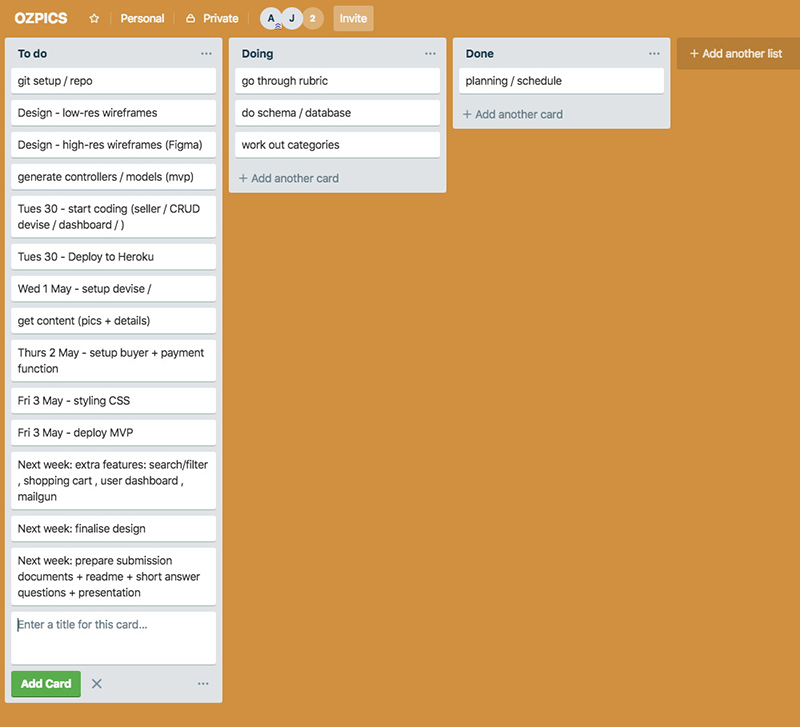 OZPICS Personal Private A J 2 Invite
To do
git setup / repo
Design - low-res wireframes
Design - high-res wireframes (Figma)
generate controllers / models (mvp)
Tues 30 - start coding (seller / CRUD
devise / dashboard / )
Tues 30 - Deploy to Heroku
Wed 1 May - setup devise /
get content (pics + details)
Thurs 2 May - setup buyer + payment
function
Fri 3 May - styling CSS
Fri 3 May - deploy MVP
Next week: extra features: search/filter
, shopping cart , user dashboard ,
mailgun
Next week: finalise design
Next week: prepare submission
documents + readme + short answer
questions + presentation
Enter a title for this card...
Add Card
Doing
go through rubric
do schema / database
work out categories
+ Add another card
Done
planning / schedule
+ Add another card
+ Add another list